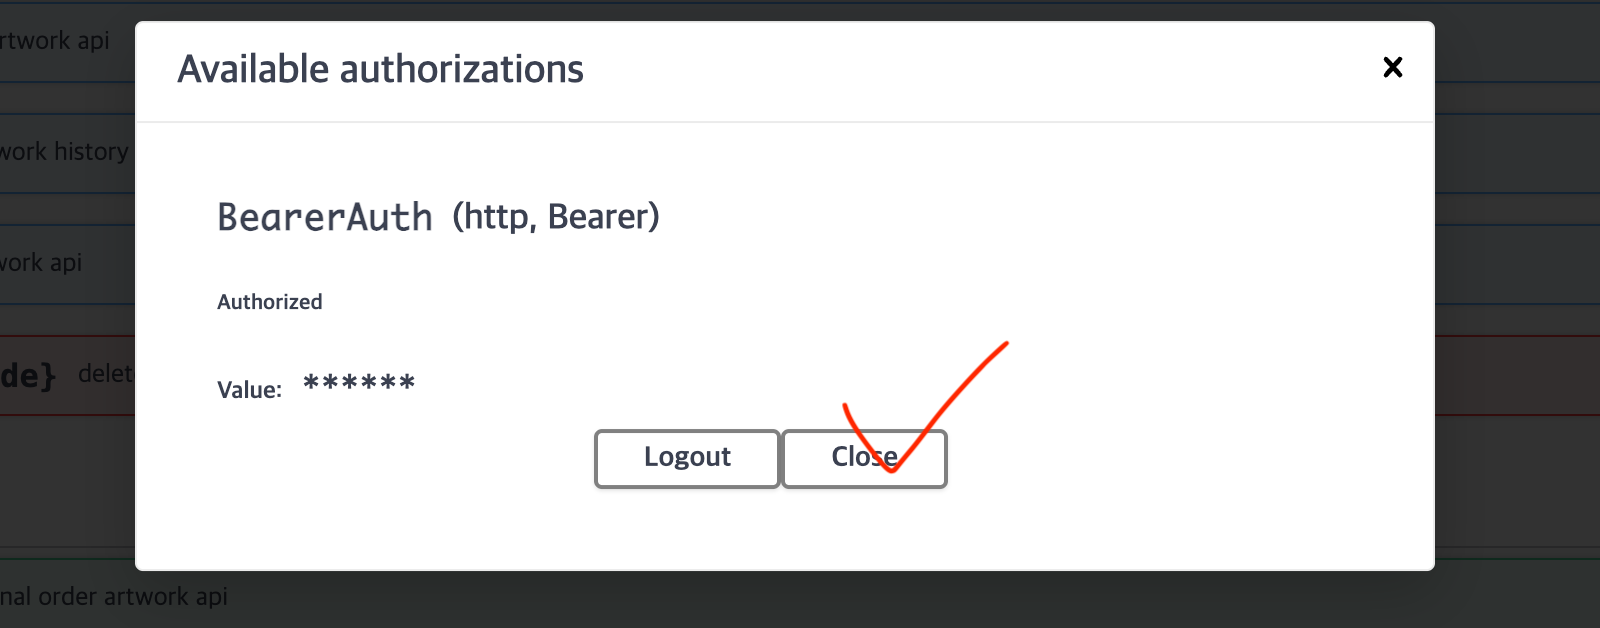 rtwork api
Available authorizations
work history
BearerAuth (http, Bearer)
work api
Authorized
de} delet
Value: ******
Logout Close
nal order artwork api